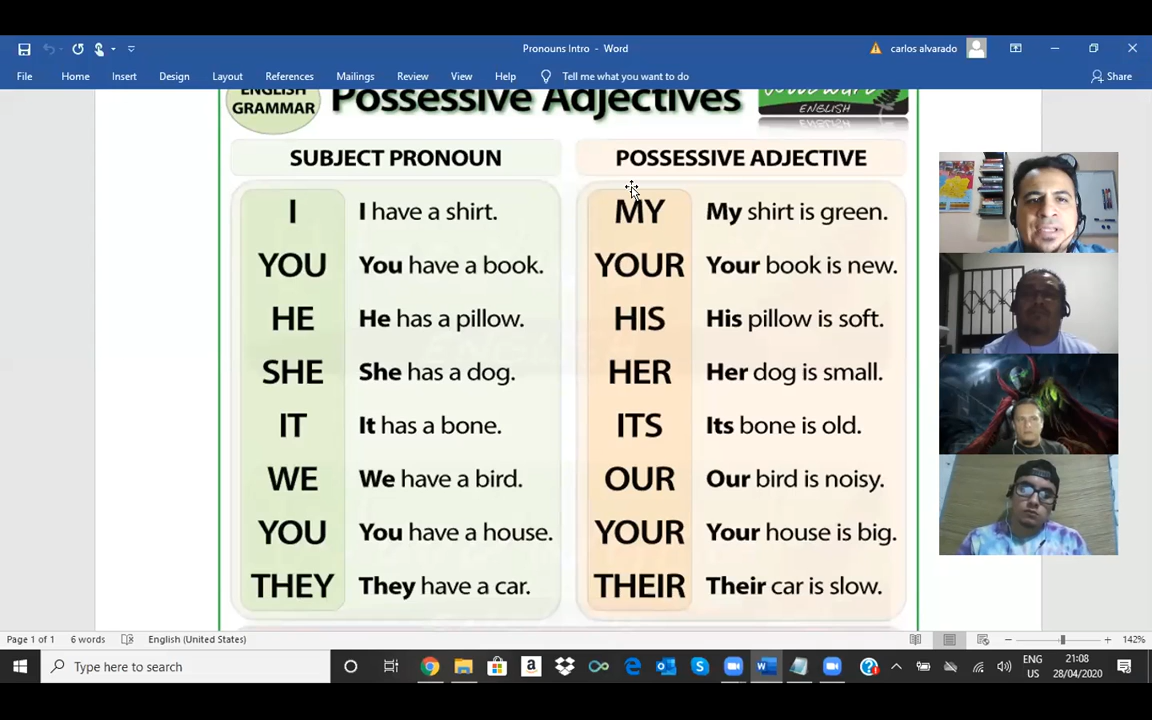 Pronouns Intro - Word
carlos alvarado
File Home Insert Design Layout References Mailings Review View Help Tell me what you want to do Share
ENGLISH
GRAMMAR
Possessive Adjectives
ENGLISH
SUBJECT PRONOUN POSSESSIVE ADJECTIVE
I I have a shirt. MY My shirt is green.
YOU You have a book. YOUR Your book is new.
HE He has a pillow. HIS His pillow is soft.
SHE She has a dog. HER Her dog is small.
IT It has a bone. ITS Its bone is old.
WE We have a bird. OUR Our bird is noisy.
YOU You have a house. YOUR Your house is big.
THEY They have a car. THEIR Their car is slow.
Page 1 of 1 6 words English (United States) 142%
Type here to search
ENG 21:08
US 28/04/2020